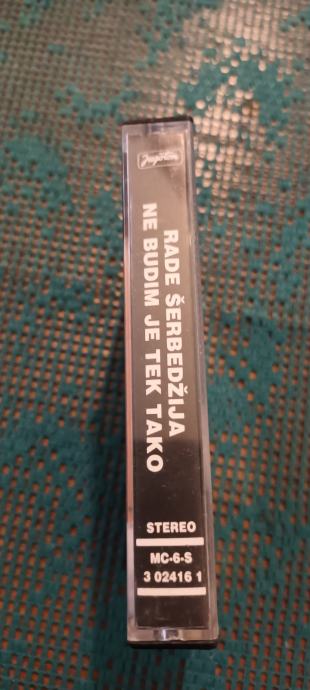 Jugoton
RADE ŠERBEDŽIJA
NE BUDIM JE TEK TAKO
STEREO
MC-6-S
3 02416 1